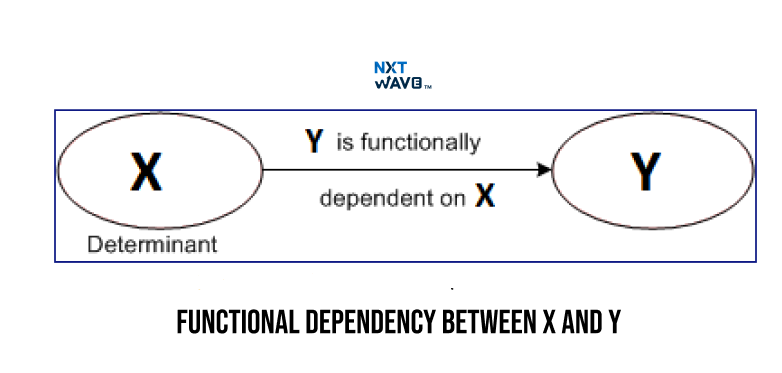 NXT
WAVE™
Y is functionally
X
Y
dependent on X
Determinant
FUNCTIONAL DEPENDENCY BETWEEN X AND Y